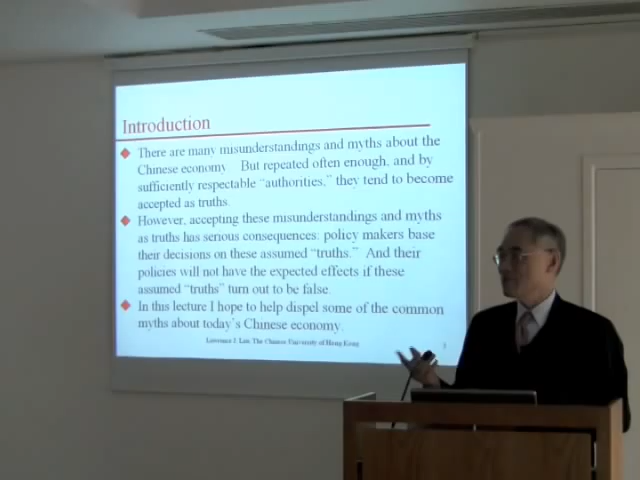 Introduction
There are many misunderstandings and myths about the
Chinese economy. But repeated often enough, and by
sufficiently respectable “authorities,” they tend to become
accepted as truths.
However, accepting these misunderstandings and myths
as truths has serious consequences: policy makers base
their decisions on these assumed “truths.” And their
policies will not have the expected effects if these
assumed “truths” turn out to be false.
In this lecture I hope to help dispel some of the common
myths about today’s Chinese economy.
Lawrence J. Lau, The Chinese University of Hong Kong